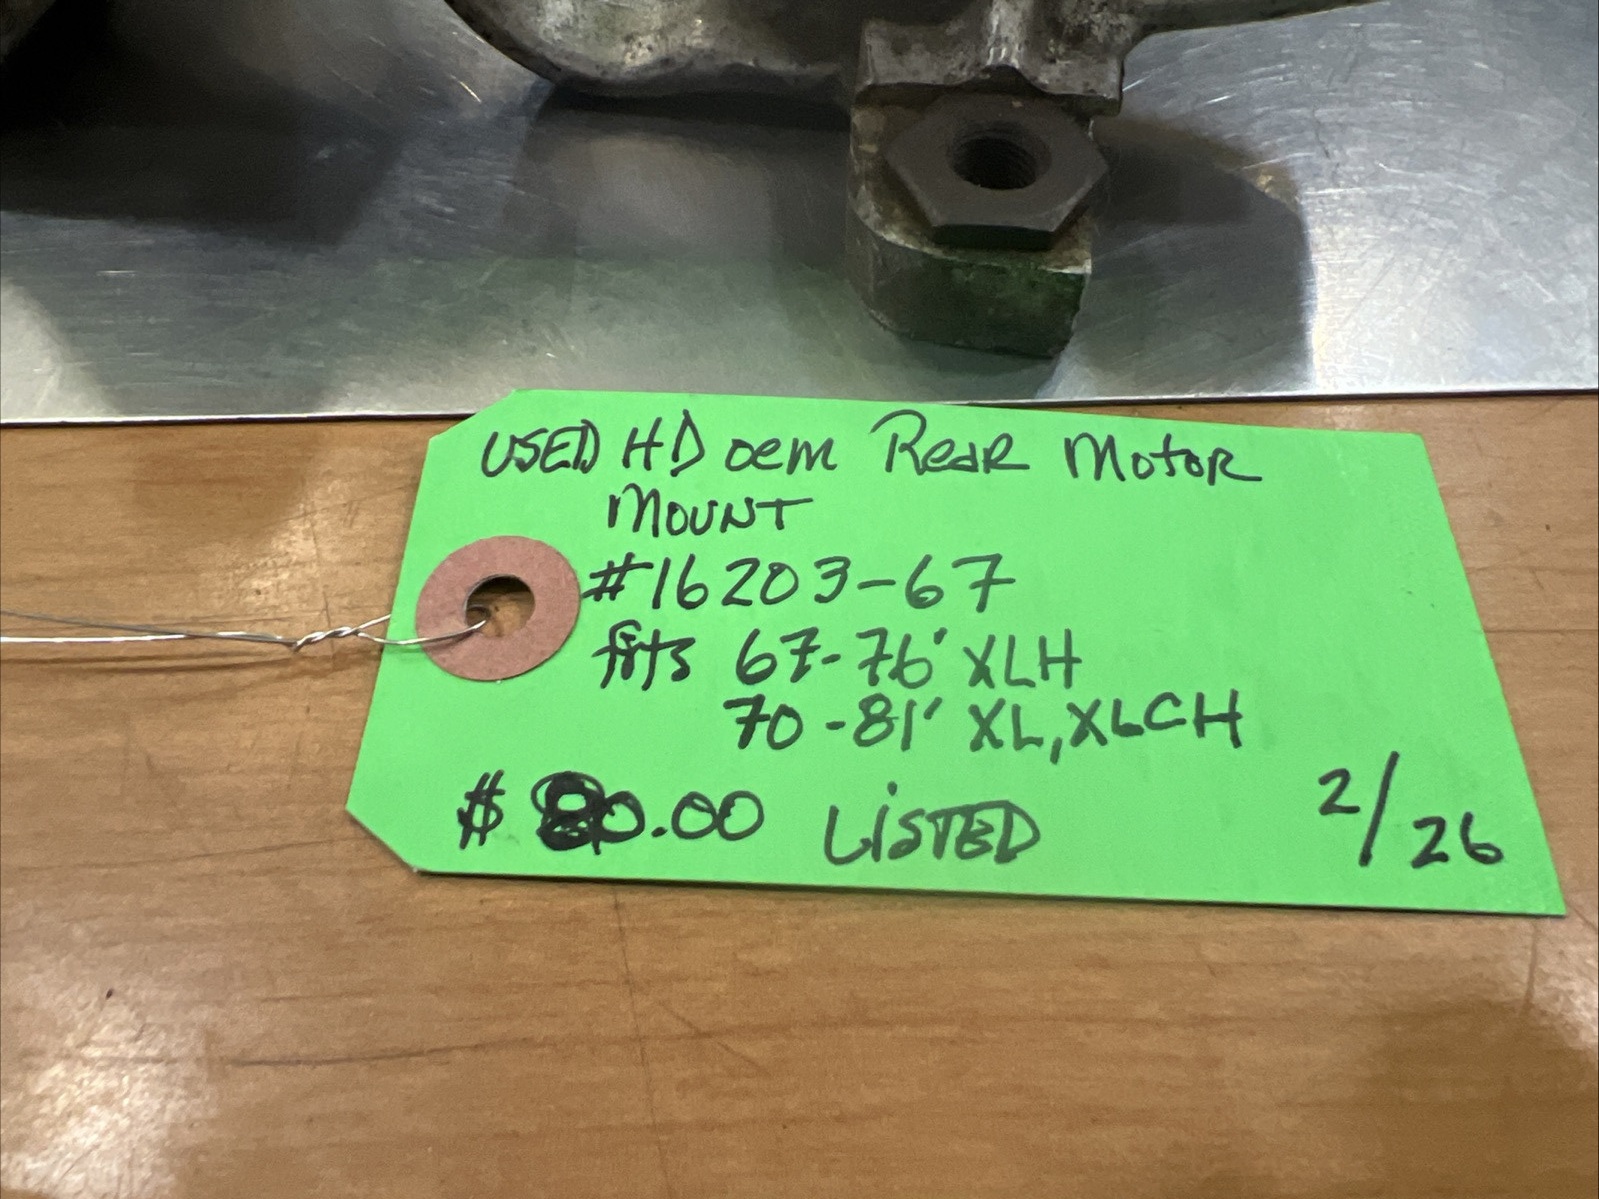 USED HD oem Rear Motor
Mount
#16203-67
fits 67-76' XLH
70-81' XL, XLCH
$ 80.00 LiSTED 2/26